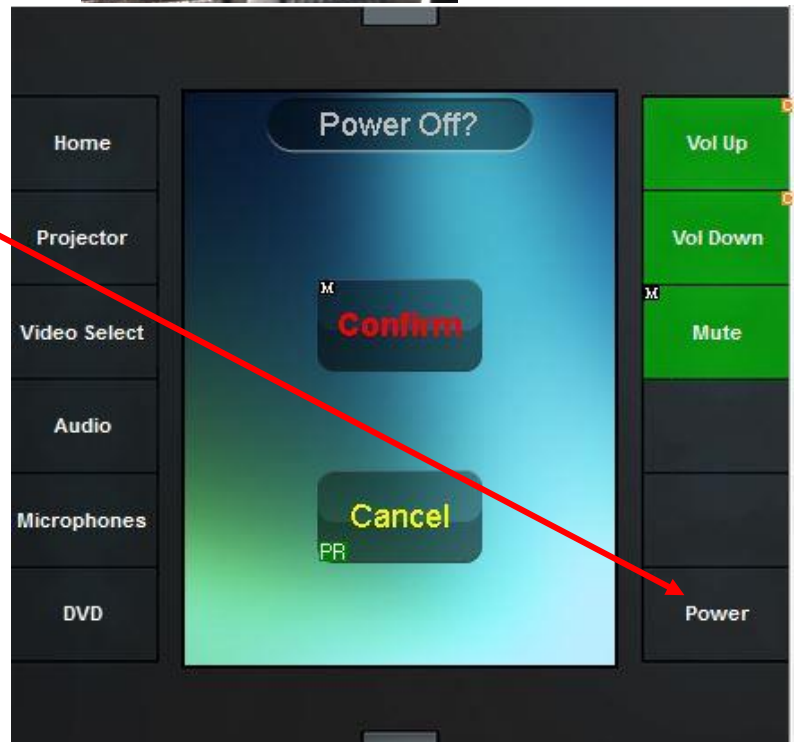 Power Off?
Home
Vol Up
C
Projector
Vol Down
C
Video Select
M
Confirm
M
Mute
Audio
Microphones
Cancel
PR
DVD
Power